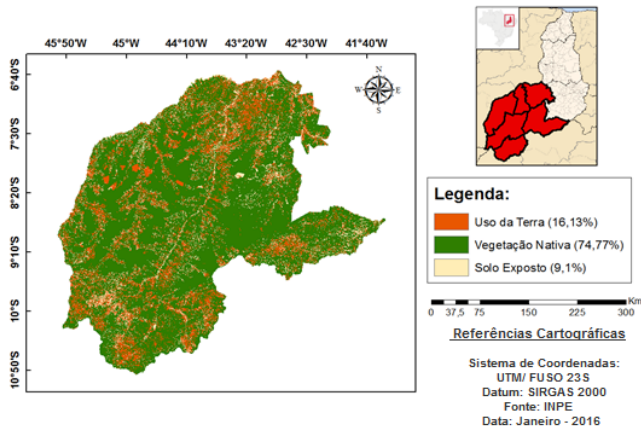 45°50'W 45°W 44°10'W 43°20'W 42°30'W 41°40'W
6°40'S
7°30'S
8°20'S
9°10'S
10°S
10°50'S
N
W E
S
Legenda:
Uso da Terra (16,13%)
Vegetação Nativa (74,77%)
Solo Exposto (9,1%)
Km
0 37,5 75 150 225 300
Referências Cartográficas
Sistema de Coordenadas:
UTM/ FUSO 23S
Datum: SIRGAS 2000
Fonte: INPE
Data: Janeiro - 2016